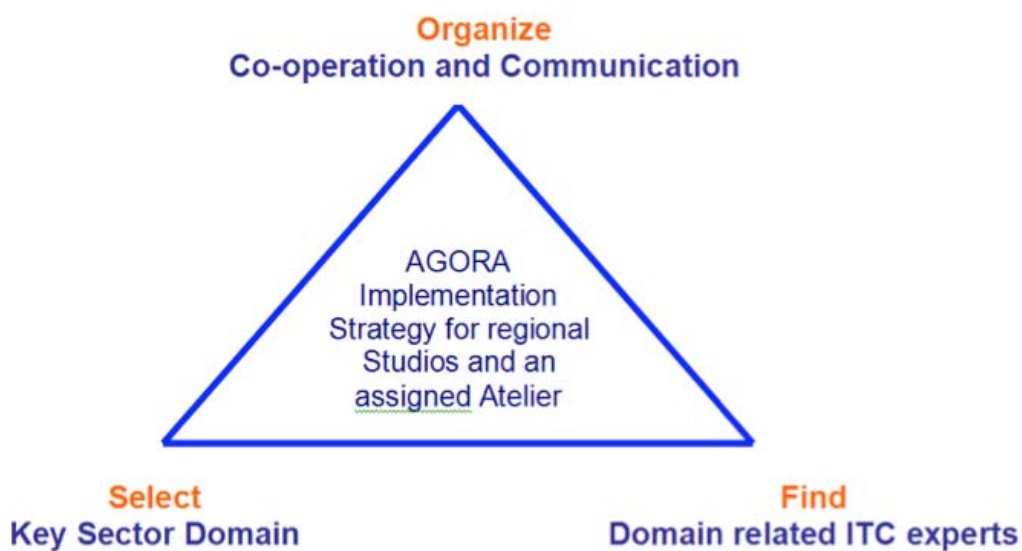 Organize
Co-operation and Communication
AGORA
Implementation
Strategy for regional
Studios and an
assigned Atelier
Select
Key Sector Domain
Find
Domain related ITC experts